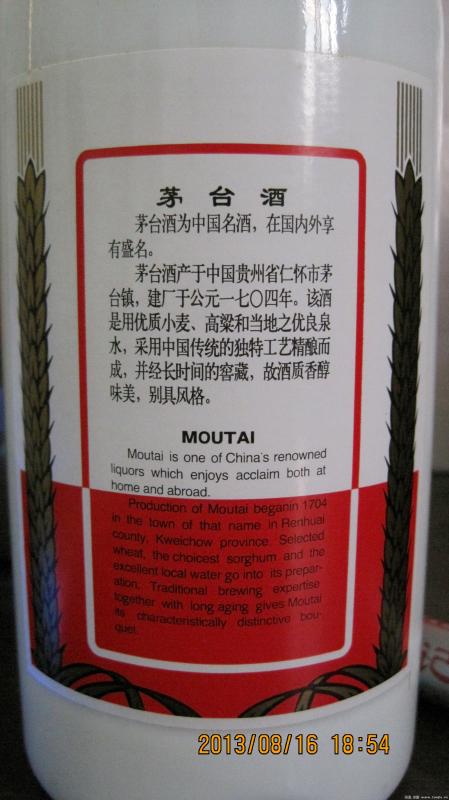 茅台酒
茅台酒为中国名酒，在国内外享
有盛名。
茅台酒产于中国贵州省仁怀市茅
台镇，建厂于公元一七〇四年。该酒
是用优质小麦、高粱和当地之优良泉
水，采用中国传统的独特工艺精酿而
成，并经长时间的窖藏，故酒质香醇
味美，别具风格。
MOUTAI
Moutai is one of China's renowned
liquors which enjoys acclaim both at
home and abroad.
Production of Moutai beganin 1704
in the town of that name in Renhuai
county, Kweichow province. Selected
wheat, the choicest sorghum and the
excellent local water go into its prepar-
ation. Traditional brewing expertise
together with long aging gives Moutai
its characteristically distinctive bou-
quet.
2013/08/16 18:54